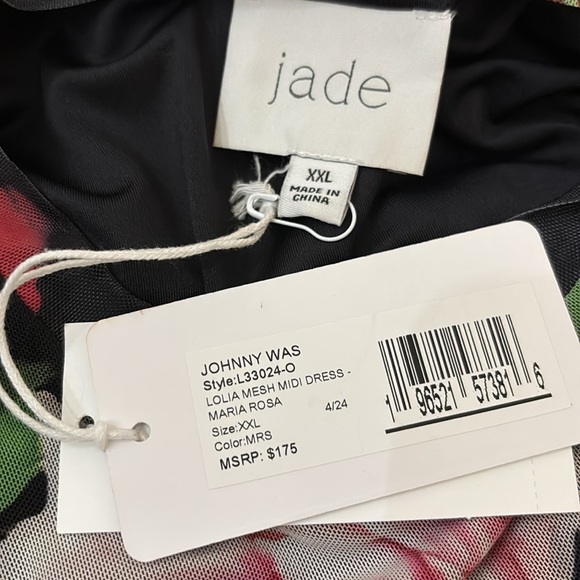 jade
XXL
MADE IN
CHINA
JOHNNY WAS
Style:L33024-O
LOLIA MESH MIDI DRESS -
MARIA ROSA 4/24
Size:XXL
Color:MRS
MSRP: $175
1 96521 57381 6